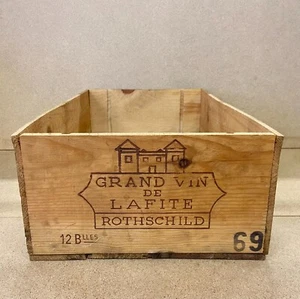 GRAND VIN
DE
LAFITE
ROTHSCHILD
12 BLLES
69